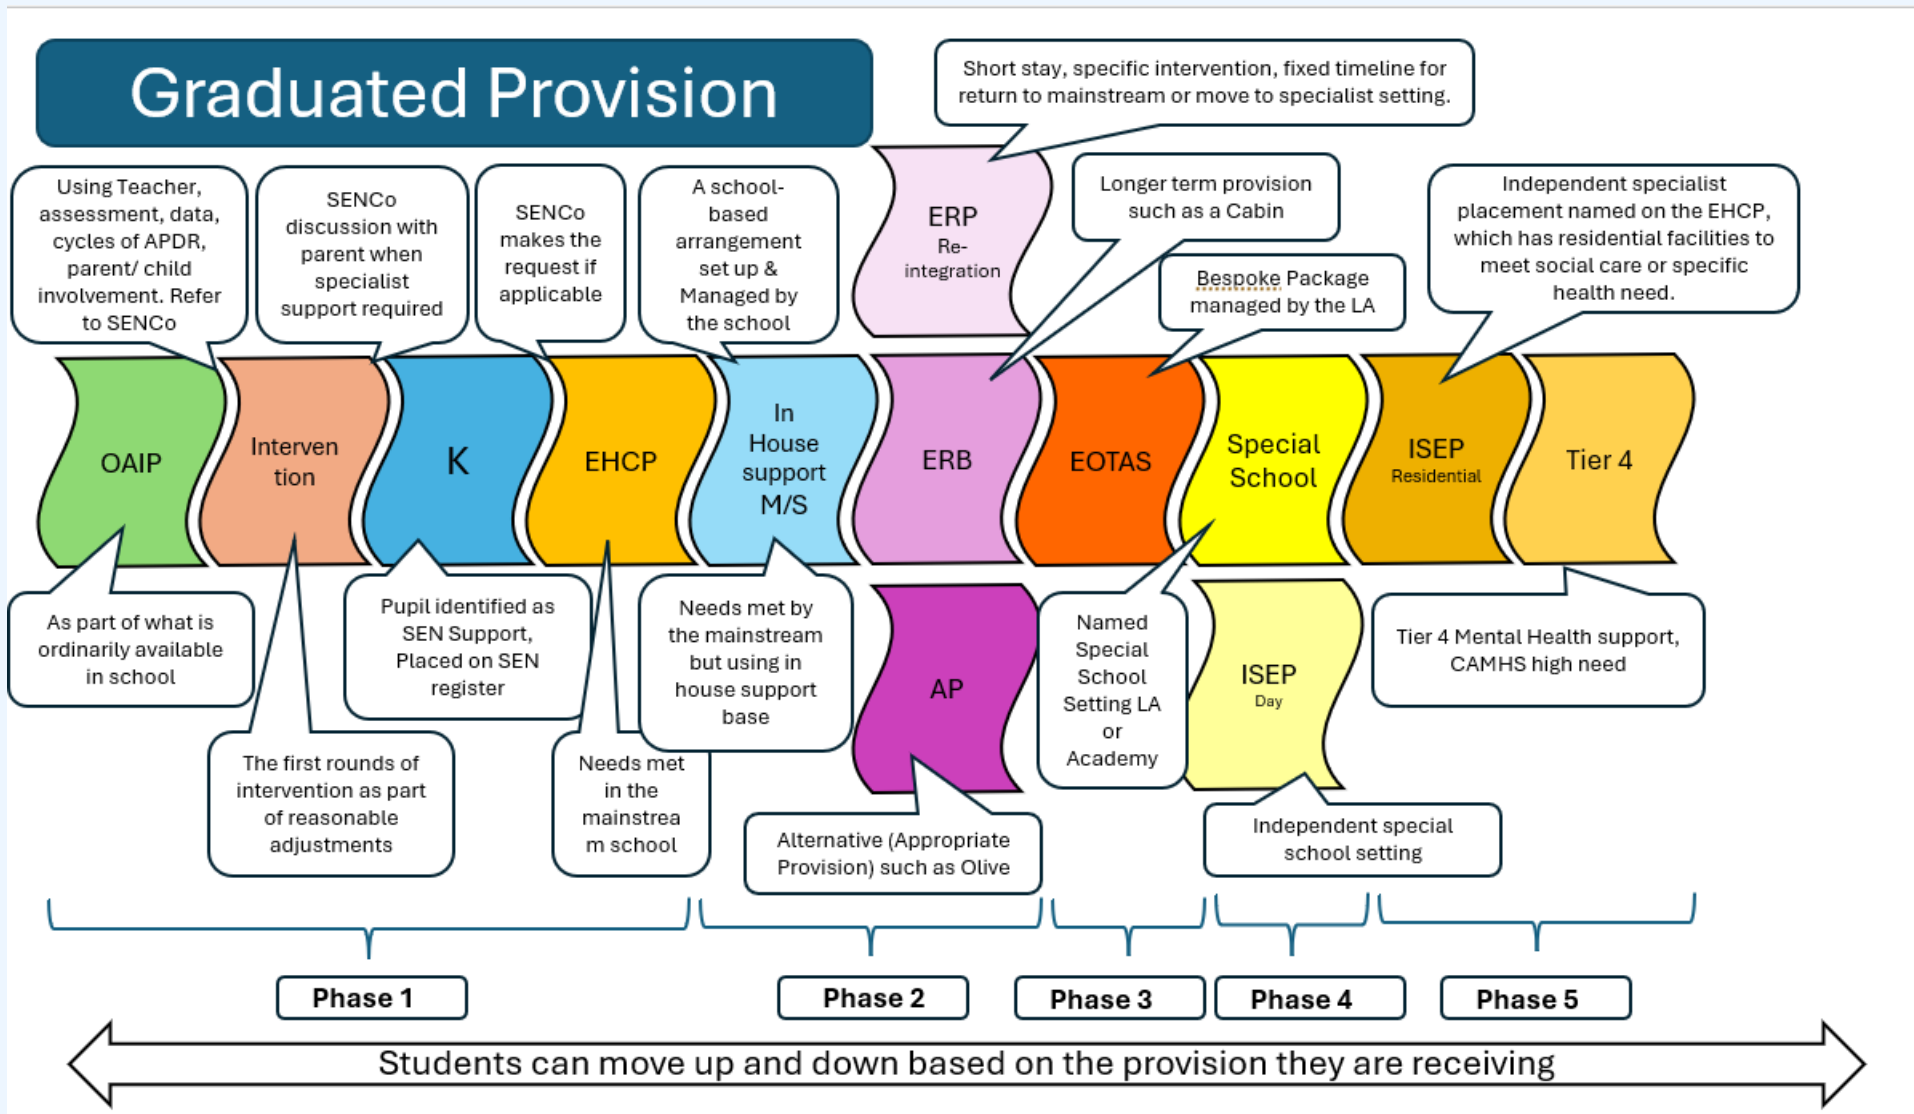 Graduated Provision
Short stay, specific intervention, fixed timeline for
return to mainstream or move to specialist setting.
Using Teacher,
assessment, data,
cycles of APDR,
parent/ child
involvement. Refer
to SENCo
SENCo
discussion with
parent when
specialist
support required
SENCo
makes the
request if
applicable
A school-
based
arrangement
set up &
Managed by
the school
ERP
Re-
integration
Longer term provision
such as a Cabin
Bespoke Package
managed by the LA
Independent specialist
placement named on the EHCP,
which has residential facilities to
meet social care or specific
health need.
OAIP
Interven
tion
K
EHCP
In
House
support
M/S
ERB
EOTAS
Special
School
ISEP
Residential
Tier 4
As part of what is
ordinarily available
in school
The first rounds of
intervention as part
of reasonable
adjustments
Pupil identified as
SEN Support,
Placed on SEN
register
Needs met
in the
mainstrea
m school
Needs met by
the mainstream
but using in
house support
base
AP
Alternative (Appropriate
Provision) such as Olive
Named
Special
School
Setting LA
or
Academy
ISEP
Day
Independent special
school setting
Tier 4 Mental Health support,
CAMHS high need
Phase 1
Phase 2
Phase 3
Phase 4
Phase 5
Students can move up and down based on the provision they are receiving